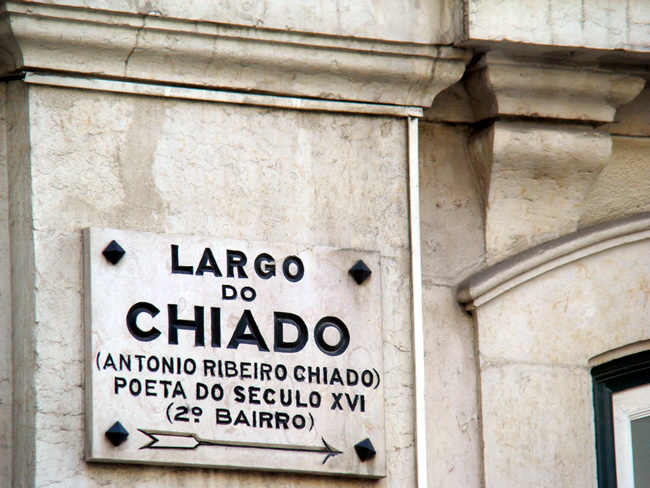 LARGO
DO
CHIADO
(ANTONIO RIBEIRO CHIADO)
POETA DO SECULO XVI
(2º BAIRRO)